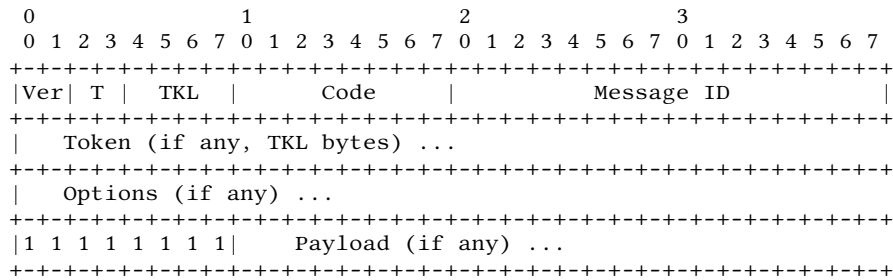 0                   1                   2                   3
 0 1 2 3 4 5 6 7 0 1 2 3 4 5 6 7 0 1 2 3 4 5 6 7 0 1 2 3 4 5 6 7
+-+-+-+-+-+-+-+-+-+-+-+-+-+-+-+-+-+-+-+-+-+-+-+-+-+-+-+-+-+-+-+-+
|Ver| T |  TKL  |      Code     |          Message ID           |
+-+-+-+-+-+-+-+-+-+-+-+-+-+-+-+-+-+-+-+-+-+-+-+-+-+-+-+-+-+-+-+-+
|   Token (if any, TKL bytes) ...
+-+-+-+-+-+-+-+-+-+-+-+-+-+-+-+-+-+-+-+-+-+-+-+-+-+-+-+-+-+-+-+-+
|   Options (if any) ...
+-+-+-+-+-+-+-+-+-+-+-+-+-+-+-+-+-+-+-+-+-+-+-+-+-+-+-+-+-+-+-+-+
|1 1 1 1 1 1 1 1|    Payload (if any) ...
+-+-+-+-+-+-+-+-+-+-+-+-+-+-+-+-+-+-+-+-+-+-+-+-+-+-+-+-+-+-+-+-+